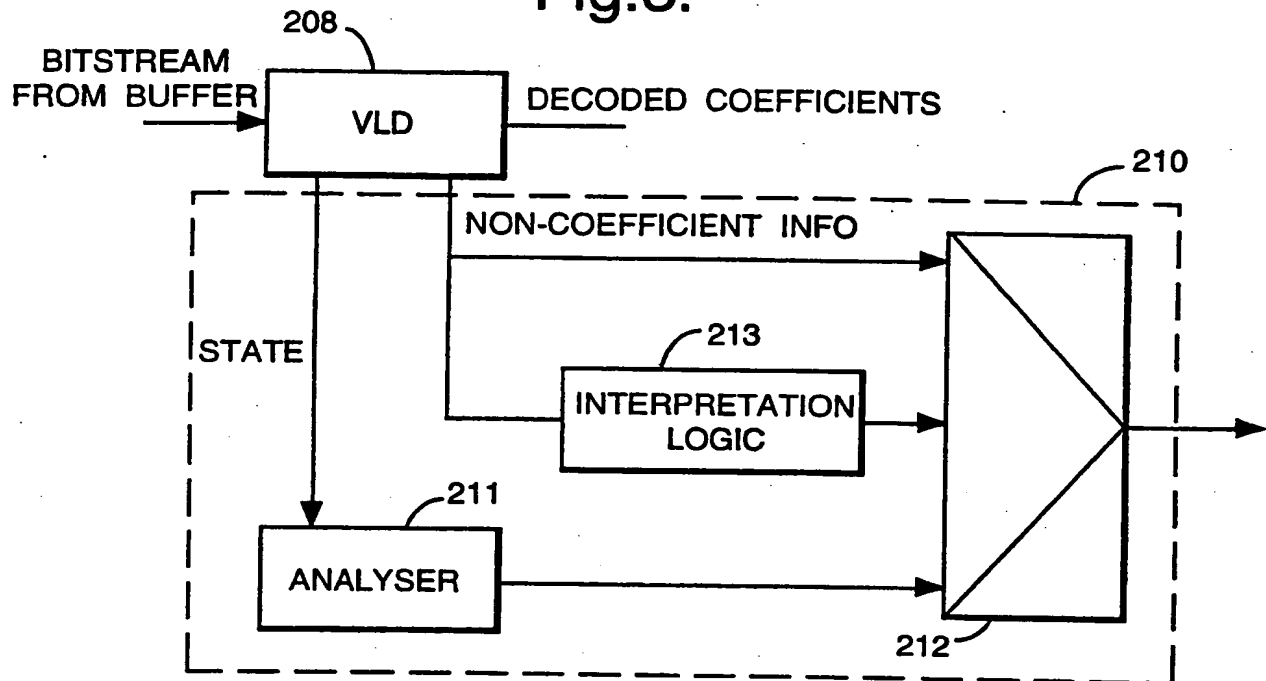 208
BITSTREAM
FROM BUFFER
VLD
DECODED COEFFICIENTS
210
NON-COEFFICIENT INFO
STATE
213
INTERPRETATION
LOGIC
211
ANALYSER
212